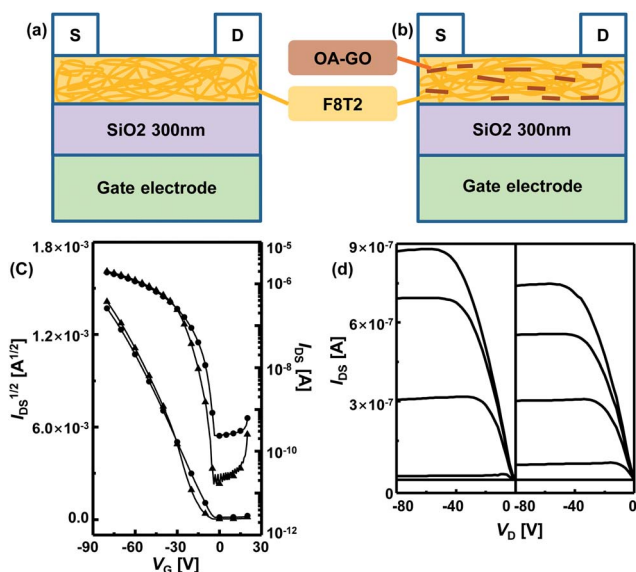 (a)
S
D
OA-GO
F8T2
SiO2 300nm
Gate electrode
(b)
S
D
SiO2 300nm
Gate electrode
(C)
1.8×10⁻³
1.2×10⁻³
6.0×10⁻³
0.0
I_DS^1/2 [A^1/2]
10⁻⁵
10⁻⁶
10⁻⁸
10⁻¹⁰
10⁻¹²
I_DS [A]
-90 -60 -30 0 30
V_G [V]
(d)
9×10⁻⁷
6×10⁻⁷
3×10⁻⁷
0
I_DS [A]
-80 -40 -80 -40 0
V_D [V]